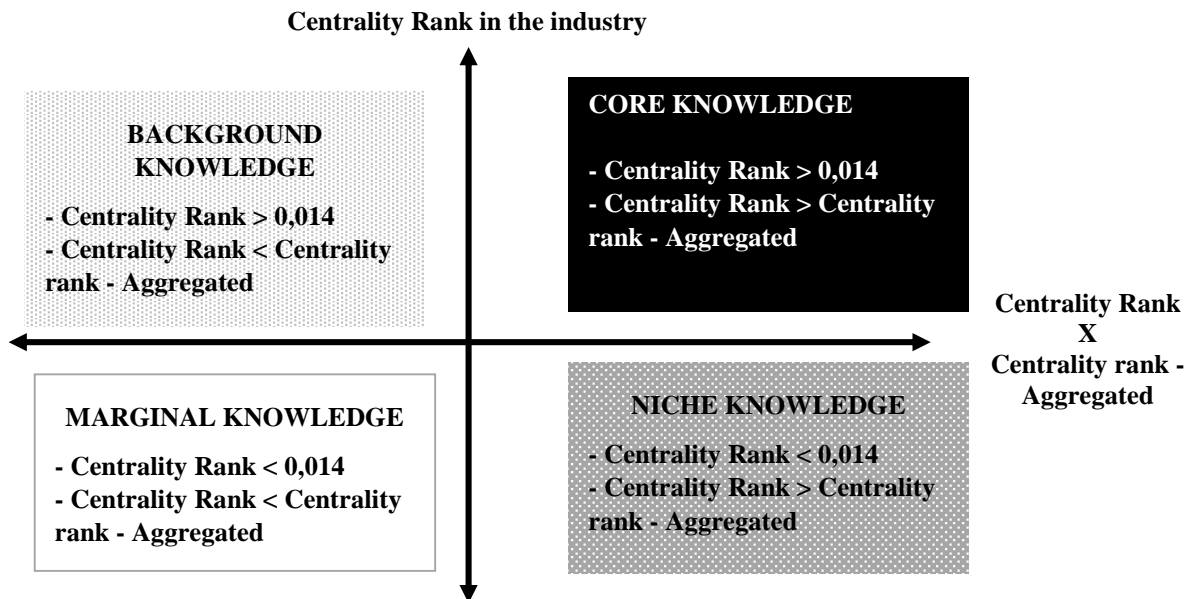 Centrality Rank in the industry
BACKGROUND
KNOWLEDGE
- Centrality Rank > 0,014
- Centrality Rank < Centrality
rank - Aggregated
CORE KNOWLEDGE
- Centrality Rank > 0,014
- Centrality Rank > Centrality
rank - Aggregated
Centrality Rank
X
Centrality rank -
Aggregated
MARGINAL KNOWLEDGE
- Centrality Rank < 0,014
- Centrality Rank < Centrality
rank - Aggregated
NICHE KNOWLEDGE
- Centrality Rank < 0,014
- Centrality Rank > Centrality
rank - Aggregated